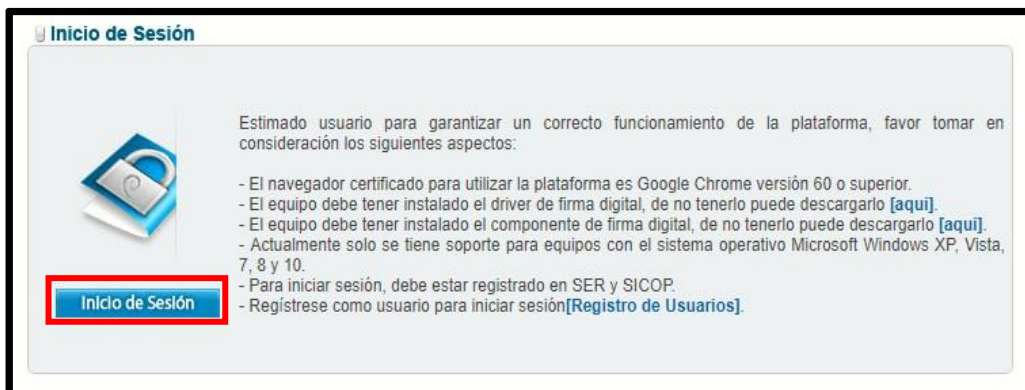 Inicio de Sesión
Estimado usuario para garantizar un correcto funcionamiento de la plataforma, favor tomar en
consideración los siguientes aspectos:
- El navegador certificado para utilizar la plataforma es Google Chrome versión 60 o superior.
- El equipo debe tener instalado el driver de firma digital, de no tenerlo puede descargarlo [aquí].
- El equipo debe tener instalado el componente de firma digital, de no tenerlo puede descargarlo [aquí].
- Actualmente solo se tiene soporte para equipos con el sistema operativo Microsoft Windows XP, Vista,
7, 8 y 10.
- Para iniciar sesión, debe estar registrado en SER y SICOP.
- Regístrese como usuario para iniciar sesión[Registro de Usuarios].
Inicio de Sesión